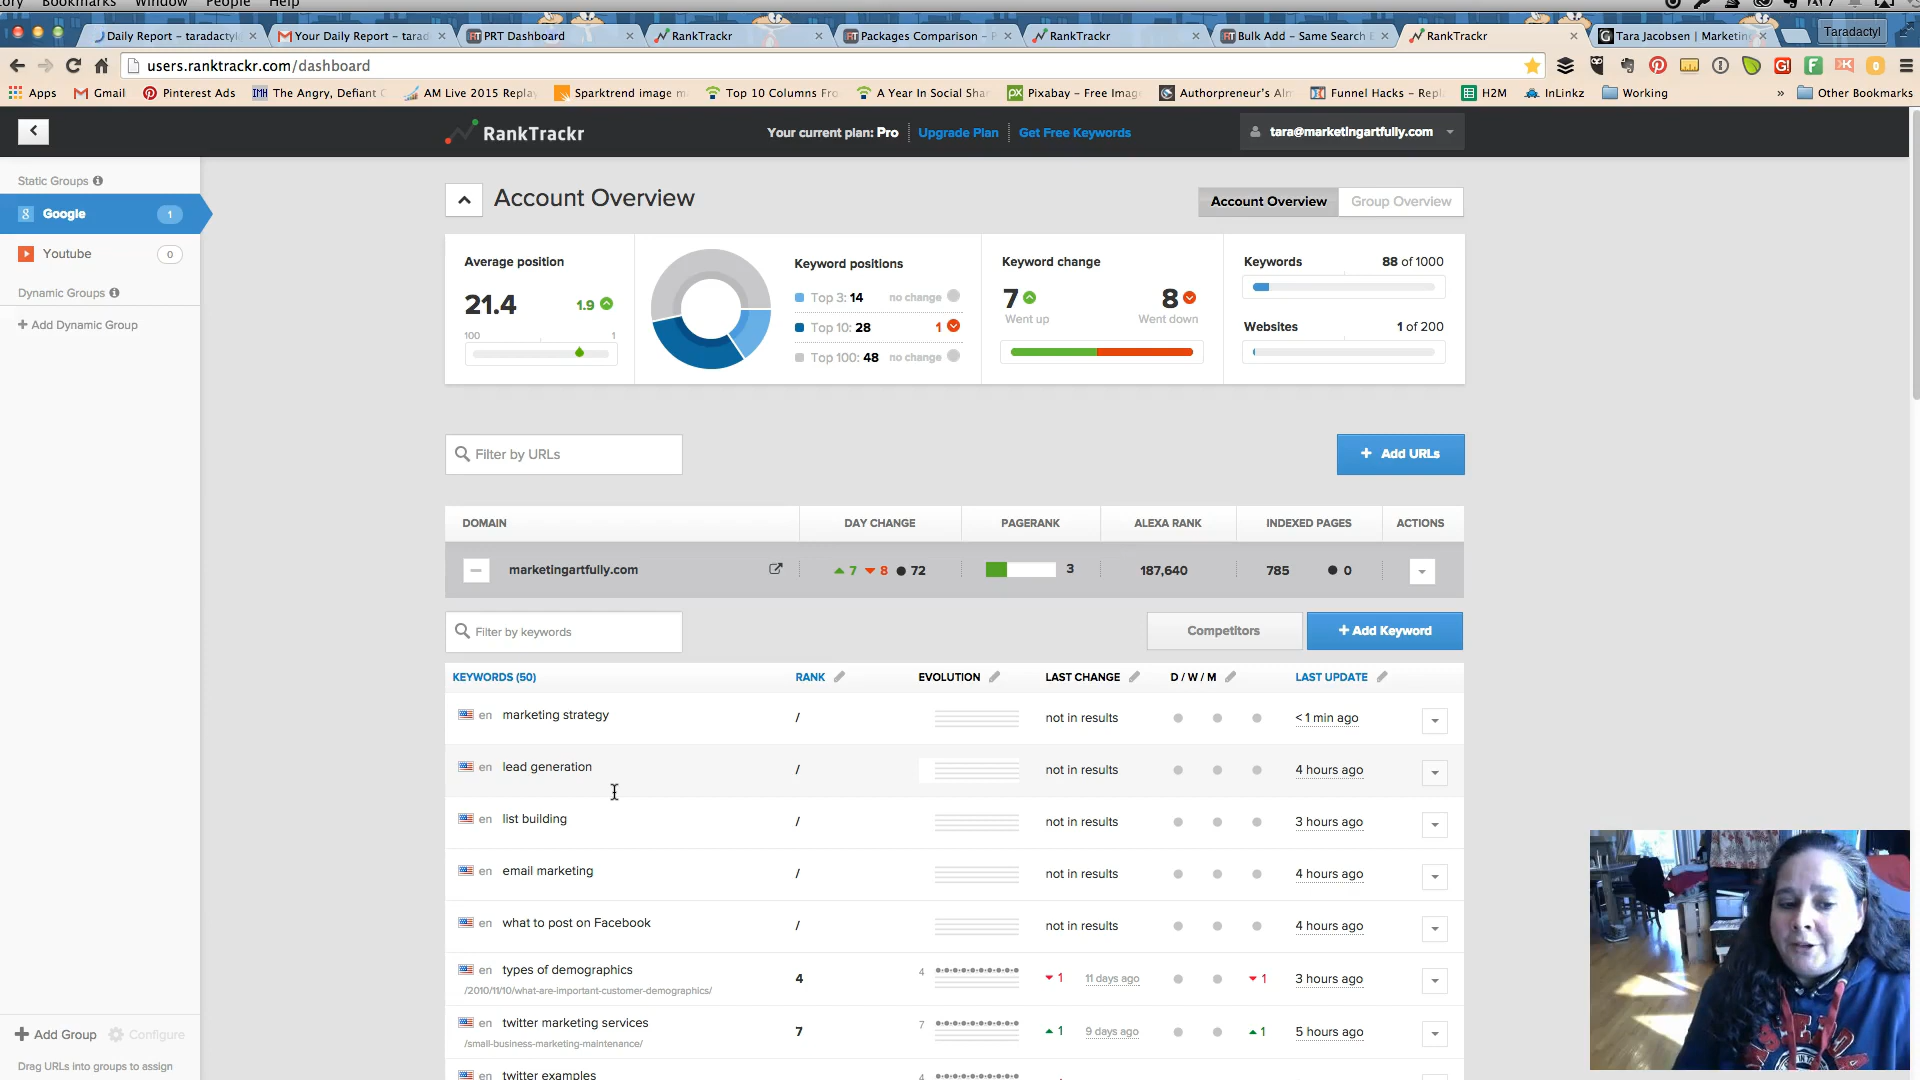 ory Bookmarks Window People Help
Daily Report - taradactyl
Your Daily Report - tarad
PRT Dashboard
RankTrackr
Packages Comparison - P
RankTrackr
Bulk Add - Same Search E
RankTrackr
Tara Jacobsen | Marketing
Taradactyl
users.ranktrackr.com/dashboard
Apps
Gmail
Pinterest Ads
The Angry, Defiant C
AM Live 2015 Replay
Sparktrend image m
Top 10 Columns Fro
A Year In Social Sha
Pixabay - Free Imag
Authorpreneur's Alm
Funnel Hacks - Repl
H2M
InLinkz
Working
» Other Bookmarks
RankTrackr
Your current plan: Pro
Upgrade Plan
Get Free Keywords
tara@marketingartfully.com
Static Groups
Google 1
Youtube 0
Dynamic Groups
+ Add Dynamic Group
Account Overview
Account Overview Group Overview
Average position
21.4 1.9
100 1
Keyword positions
Top 3: 14 no change
Top 10: 28 1
Top 100: 48 no change
Keyword change
7 8
Went up Went down
Keywords 88 of 1000
Websites 1 of 200
Filter by URLs
+ Add URLs
DOMAIN DAY CHANGE PAGERANK ALEXA RANK INDEXED PAGES ACTIONS
marketingartfully.com 7 8 72 3 187,640 785 0
Filter by keywords
Competitors
+ Add Keyword
KEYWORDS (50) RANK EVOLUTION LAST CHANGE D / W / M LAST UPDATE
en marketing strategy / not in results < 1 min ago
en lead generation / not in results 4 hours ago
en list building / not in results 3 hours ago
en email marketing / not in results 4 hours ago
en what to post on Facebook / not in results 4 hours ago
en types of demographics 4 4 1 11 days ago 1 3 hours ago
/2010/11/10/what-are-important-customer-demographics/
en twitter marketing services 7 7 1 9 days ago 1 5 hours ago
/small-business-marketing-maintenance/
en twitter examples 4
+ Add Group Configure
Drag URLs into groups to assign